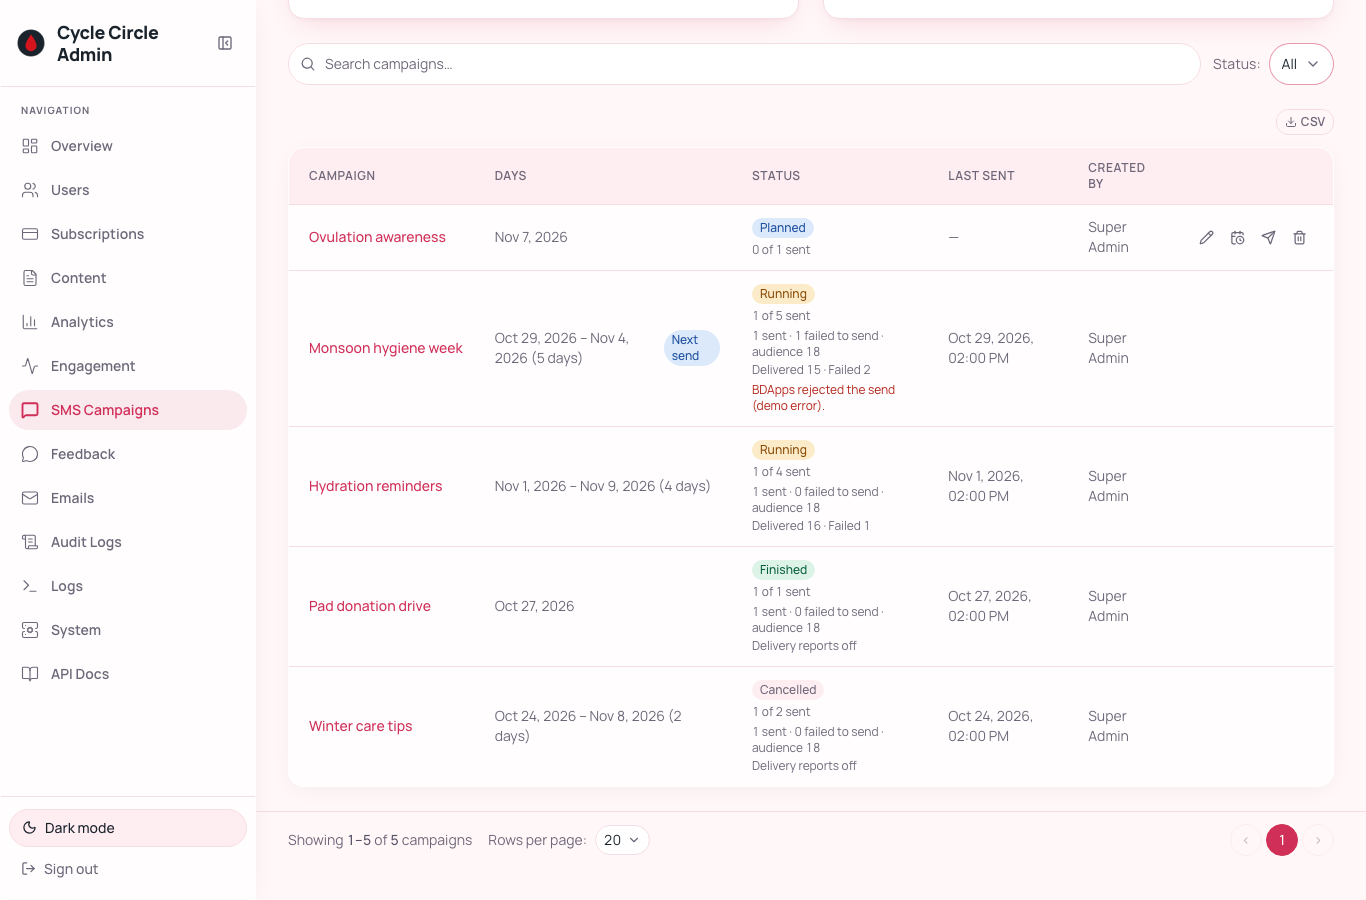 Cycle Circle
Admin
NAVIGATION
Overview
Users
Subscriptions
Content
Analytics
Engagement
SMS Campaigns
Feedback
Emails
Audit Logs
Logs
System
API Docs
Dark mode
Sign out
Search campaigns...
Status:
All
CSV
CAMPAIGN
DAYS
STATUS
LAST SENT
CREATED
BY
Ovulation awareness
Nov 7, 2026
Planned
0 of 1 sent
—
Super
Admin
Monsoon hygiene week
Oct 29, 2026 – Nov 4,
2026 (5 days)
Next
send
Running
1 of 5 sent
1 sent · 1 failed to send ·
audience 18
Delivered 15 · Failed 2
BDApps rejected the send
(demo error).
Oct 29, 2026,
02:00 PM
Super
Admin
Hydration reminders
Nov 1, 2026 – Nov 9, 2026 (4 days)
Running
1 of 4 sent
1 sent · 0 failed to send ·
audience 18
Delivered 16 · Failed 1
Nov 1, 2026,
02:00 PM
Super
Admin
Pad donation drive
Oct 27, 2026
Finished
1 of 1 sent
1 sent · 0 failed to send ·
audience 18
Delivery reports off
Oct 27, 2026,
02:00 PM
Super
Admin
Winter care tips
Oct 24, 2026 – Nov 8, 2026 (2
days)
Cancelled
1 of 2 sent
1 sent · 0 failed to send ·
audience 18
Delivery reports off
Oct 24, 2026,
02:00 PM
Super
Admin
Showing 1–5 of 5 campaigns
Rows per page:
20
‹
1
›